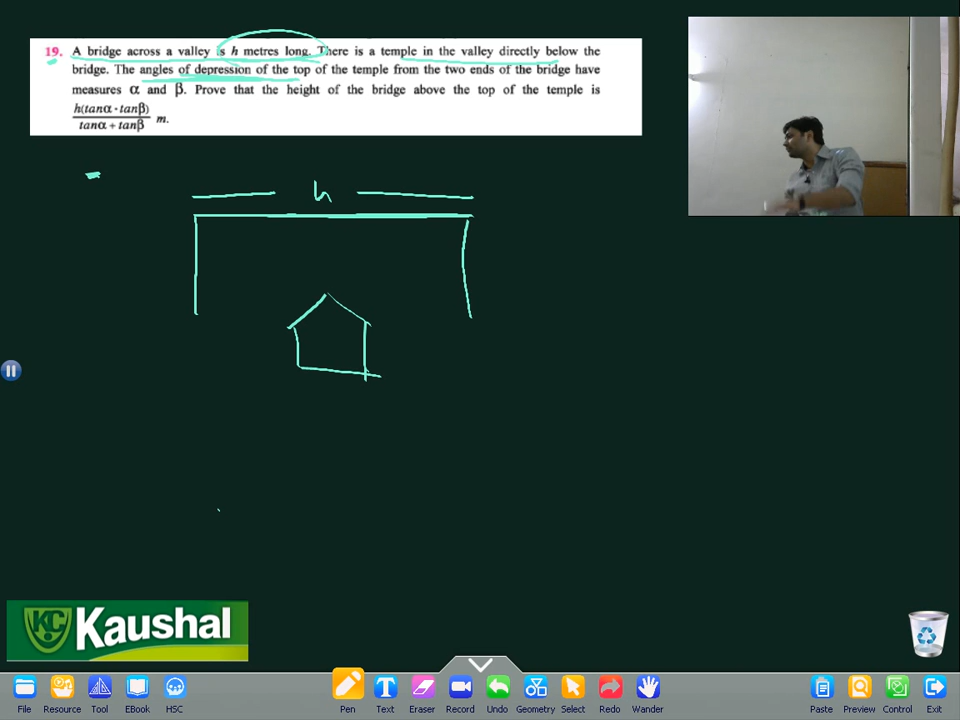 19. A bridge across a valley is h metres long. There is a temple in the valley directly below the
bridge. The angles of depression of the top of the temple from the two ends of the bridge have
measures α and β. Prove that the height of the bridge above the top of the temple is
h(tanα · tanβ)
tanα + tanβ m.
h
KC
Kaushal
File Resource Tool EBook HSC Pen Text Eraser Record Undo Geometry Select Redo Wander Paste Preview Control Exit